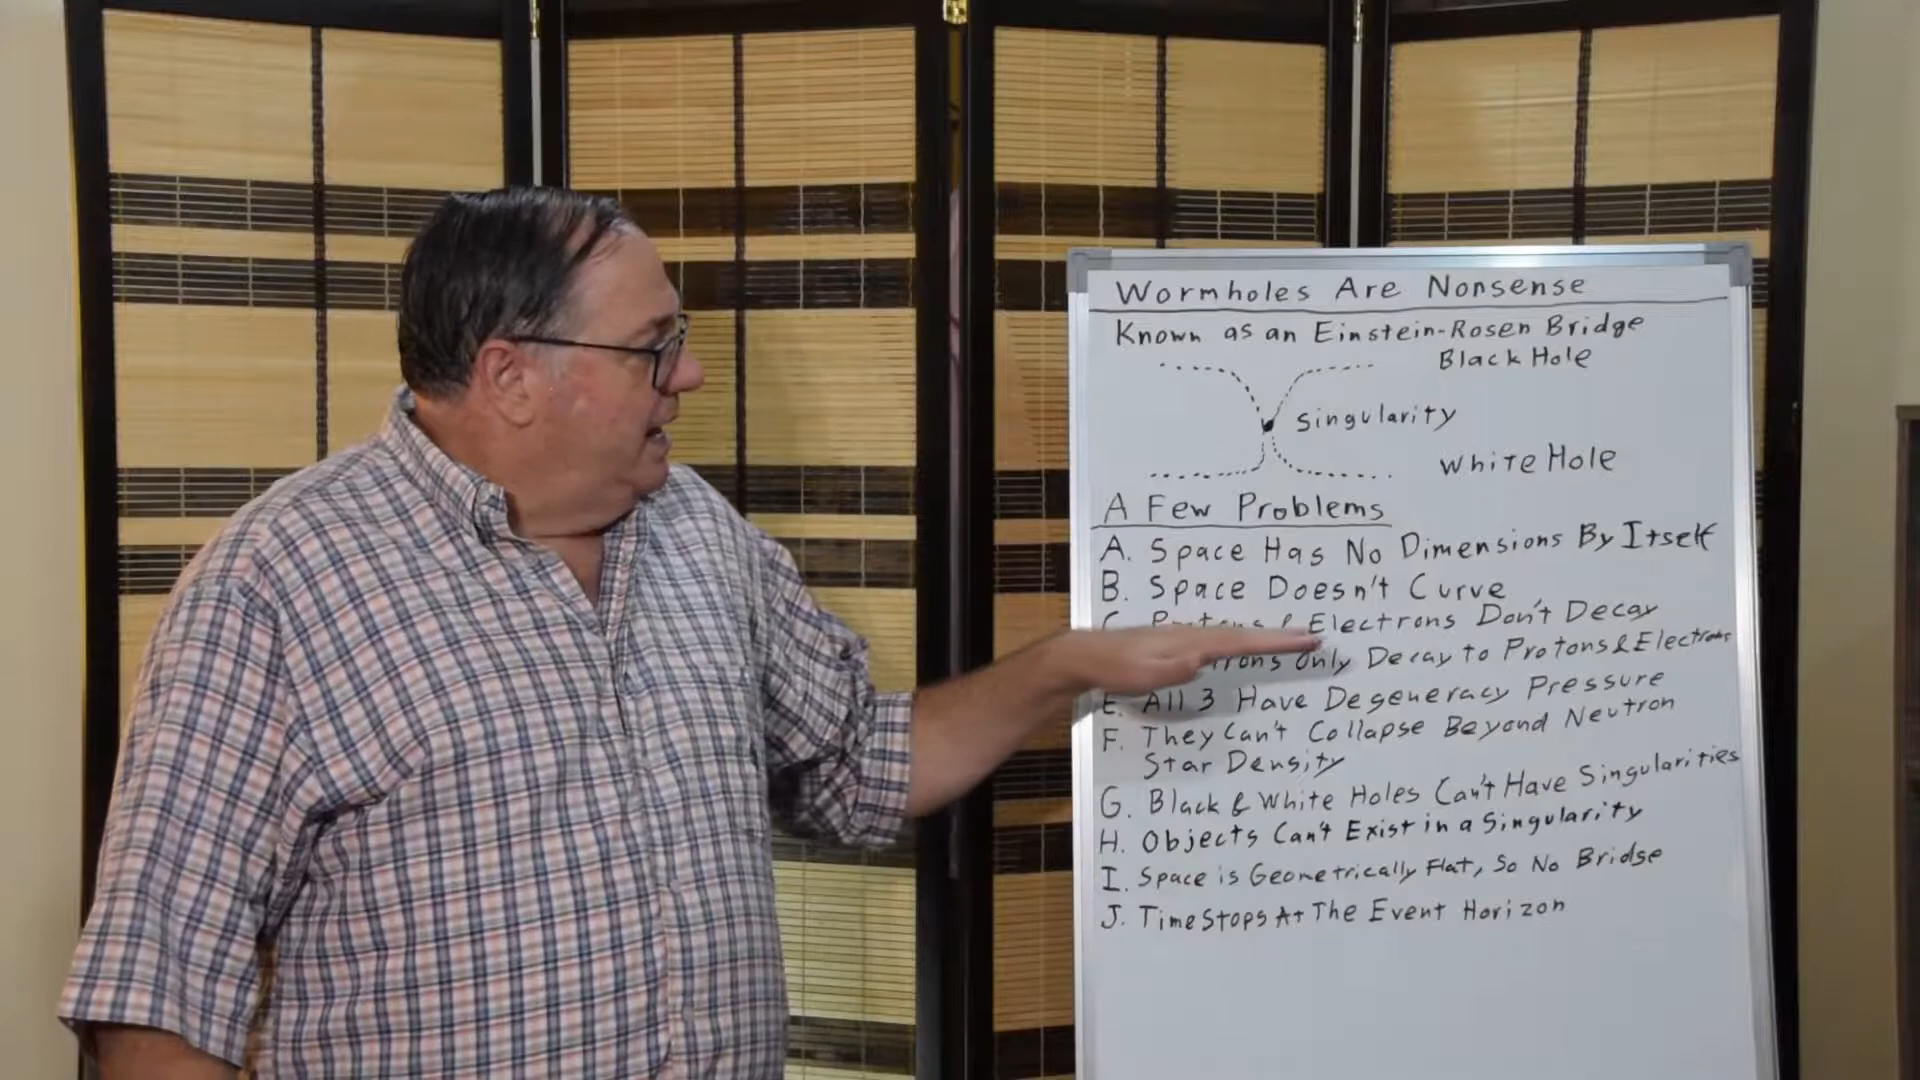 Wormholes Are Nonsense
Known as an Einstein-Rosen Bridge
Black Hole
Singularity
White Hole
A Few Problems
A. Space Has No Dimensions By Itself
B. Space Doesn't Curve
Electrons Don't Decay
Only Decay to Protons & Electrons
E. All 3 Have Degeneracy Pressure
F. They Can't Collapse Beyond Neutron
Star Density
G. Black & White Holes Can't Have Singularities
H. Objects Can't Exist in a Singularity
I. Space is Geometrically Flat, So No Bridge
J. Time Stops At The Event Horizon